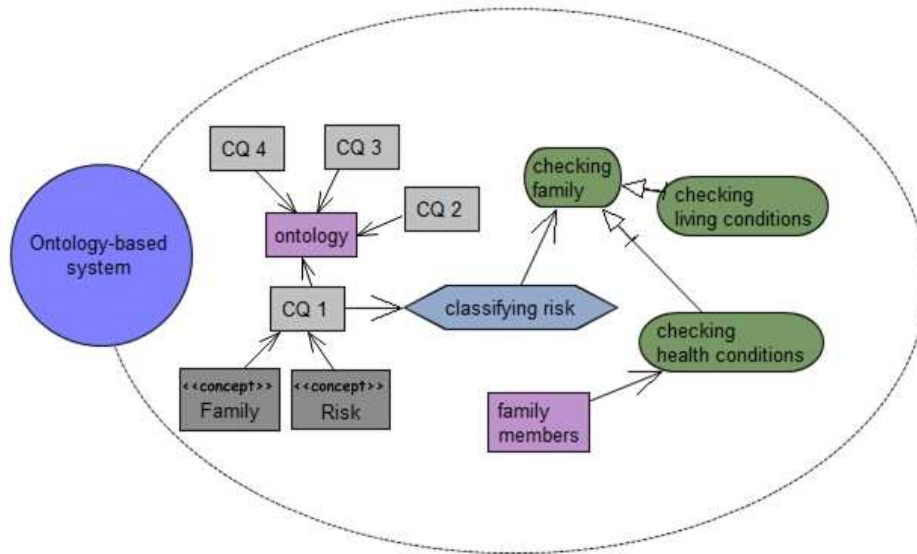 CQ 4
CQ 3
CQ 2
ontology
Ontology-based
system
CQ 1
<<concept>>
Family
<<concept>>
Risk
classifying risk
checking
family
checking
living conditions
checking
health conditions
family
members